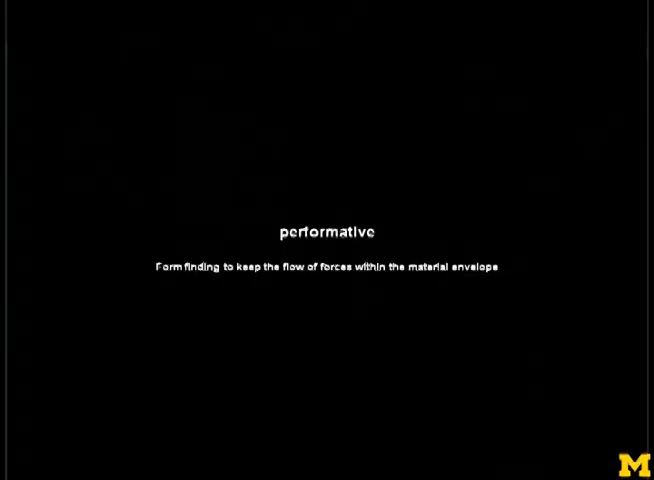 performative
Form finding to keep the flow of forces within the material envelope
M